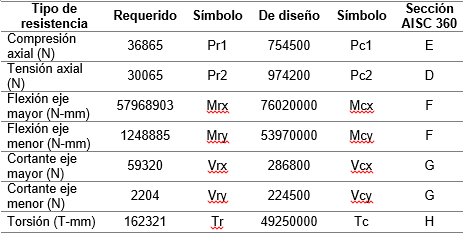 Tipo de resistencia Requerido Símbolo De diseño Símbolo Sección AISC 360
Compresión axial (N) 36865 Pr1 754500 Pc1 E
Tensión axial (N) 30065 Pr2 974200 Pc2 D
Flexión eje mayor (N-mm) 57968903 Mrx 76020000 Mcx F
Flexión eje menor (N-mm) 1248885 Mry 53970000 Mcy F
Cortante eje mayor (N) 59320 Vrx 286800 Vcx G
Cortante eje menor (N) 2204 Vry 224500 Vcy G
Torsión (T-mm) 162321 Tr 49250000 Tc H